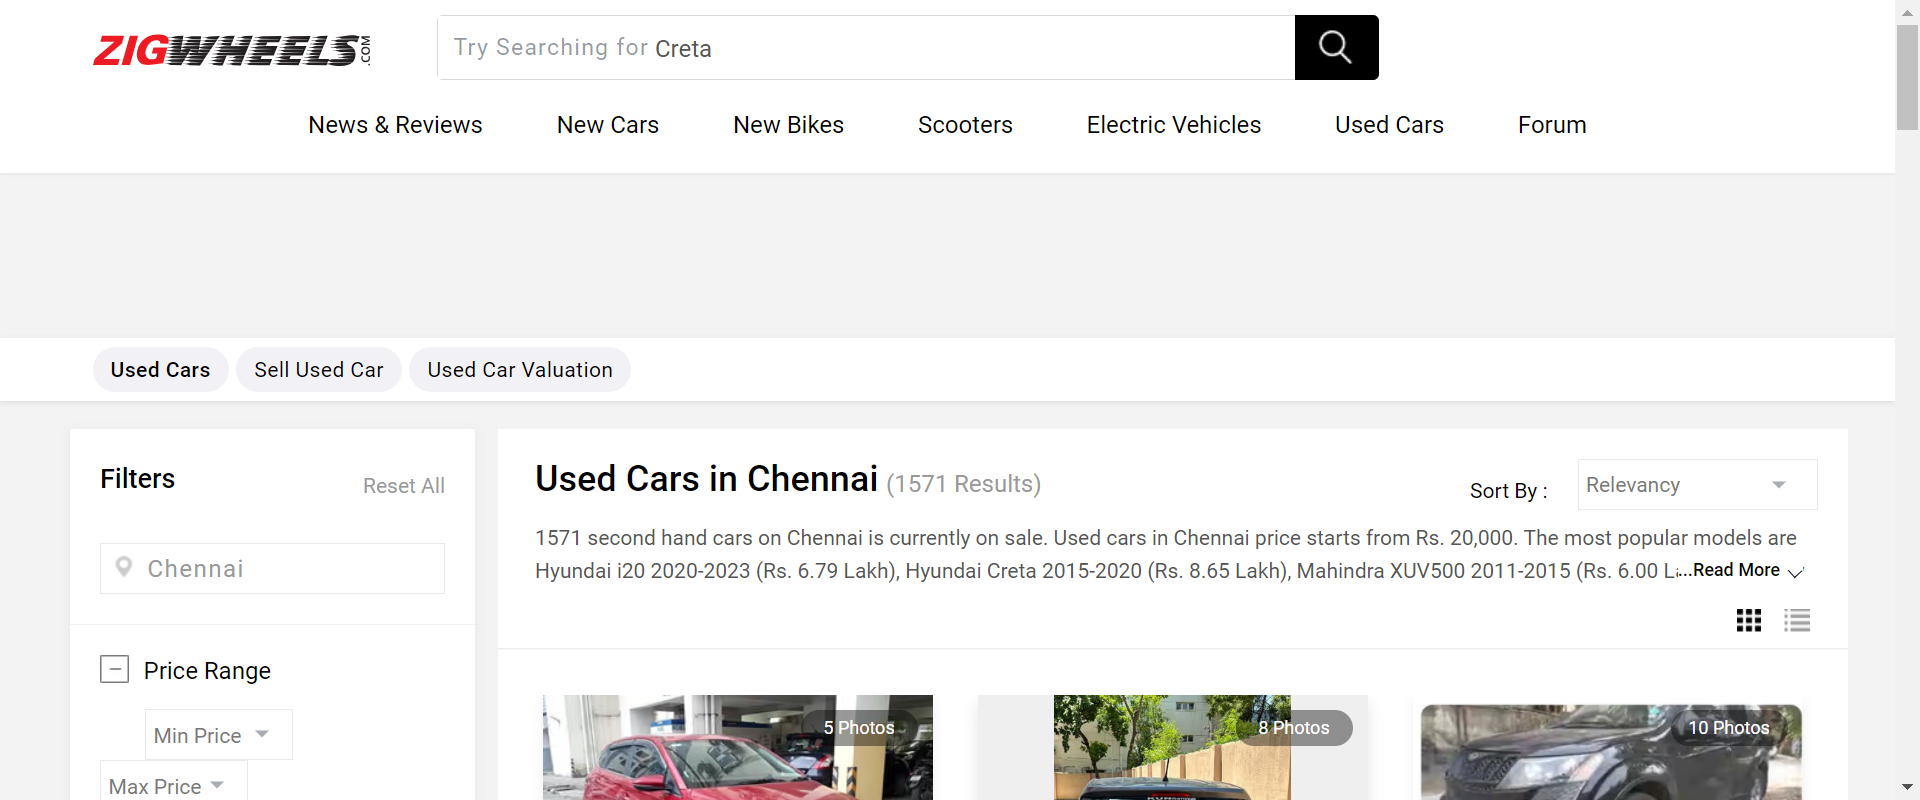 ZIGWHEELS.COM
Try Searching for Creta
News & Reviews New Cars New Bikes Scooters Electric Vehicles Used Cars Forum
Used Cars Sell Used Car Used Car Valuation
Filters
Reset All
Chennai
Price Range
Min Price
Max Price
Used Cars in Chennai (1571 Results)
Sort By : Relevancy
1571 second hand cars on Chennai is currently on sale. Used cars in Chennai price starts from Rs. 20,000. The most popular models are
Hyundai i20 2020-2023 (Rs. 6.79 Lakh), Hyundai Creta 2015-2020 (Rs. 8.65 Lakh), Mahindra XUV500 2011-2015 (Rs. 6.00 La...Read More
5 Photos
8 Photos
10 Photos